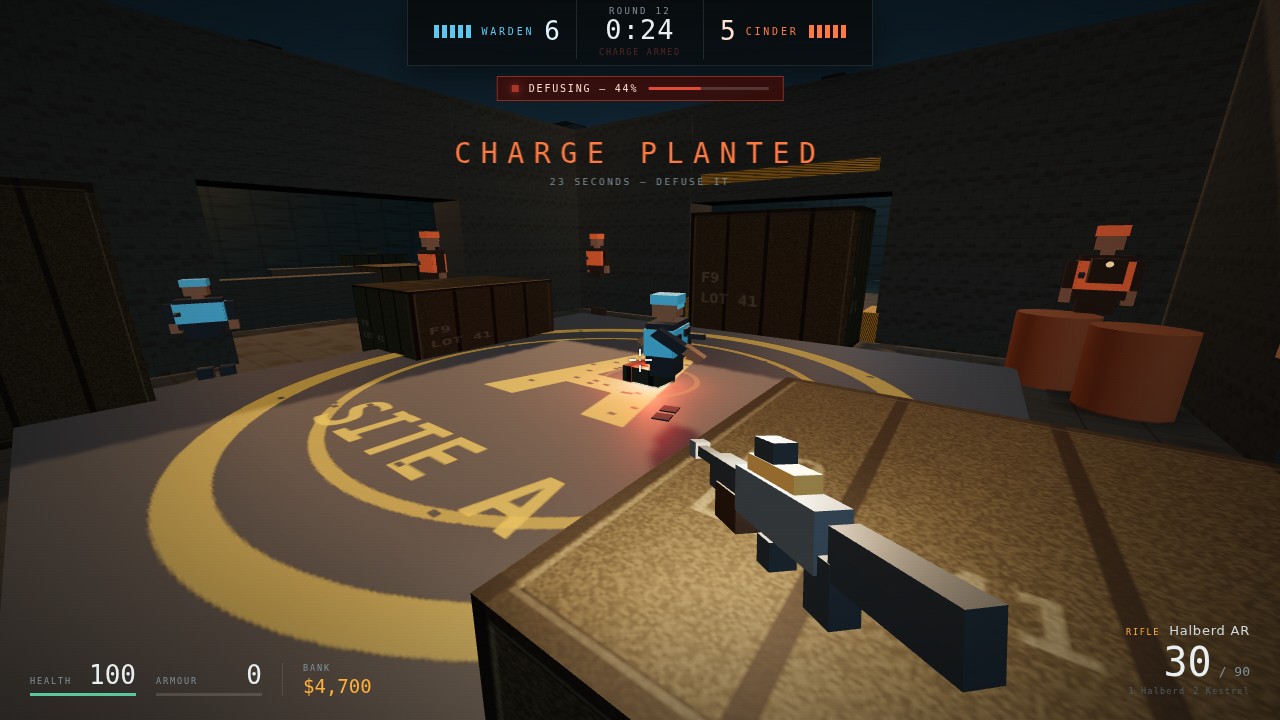 ROUND 12
WARDEN 6
0:24
5 CINDER
CHARGE ARMED
DEFUSING — 44%
CHARGE PLANTED
23 SECONDS — DEFUSE IT
F9
LOT 41
F9
LOT 41
A
SITE A
HEALTH 100
ARMOUR 0
BANK
$4,700
RIFLE Halberd AR
30 / 90
1 Halberd 2 Kestrel